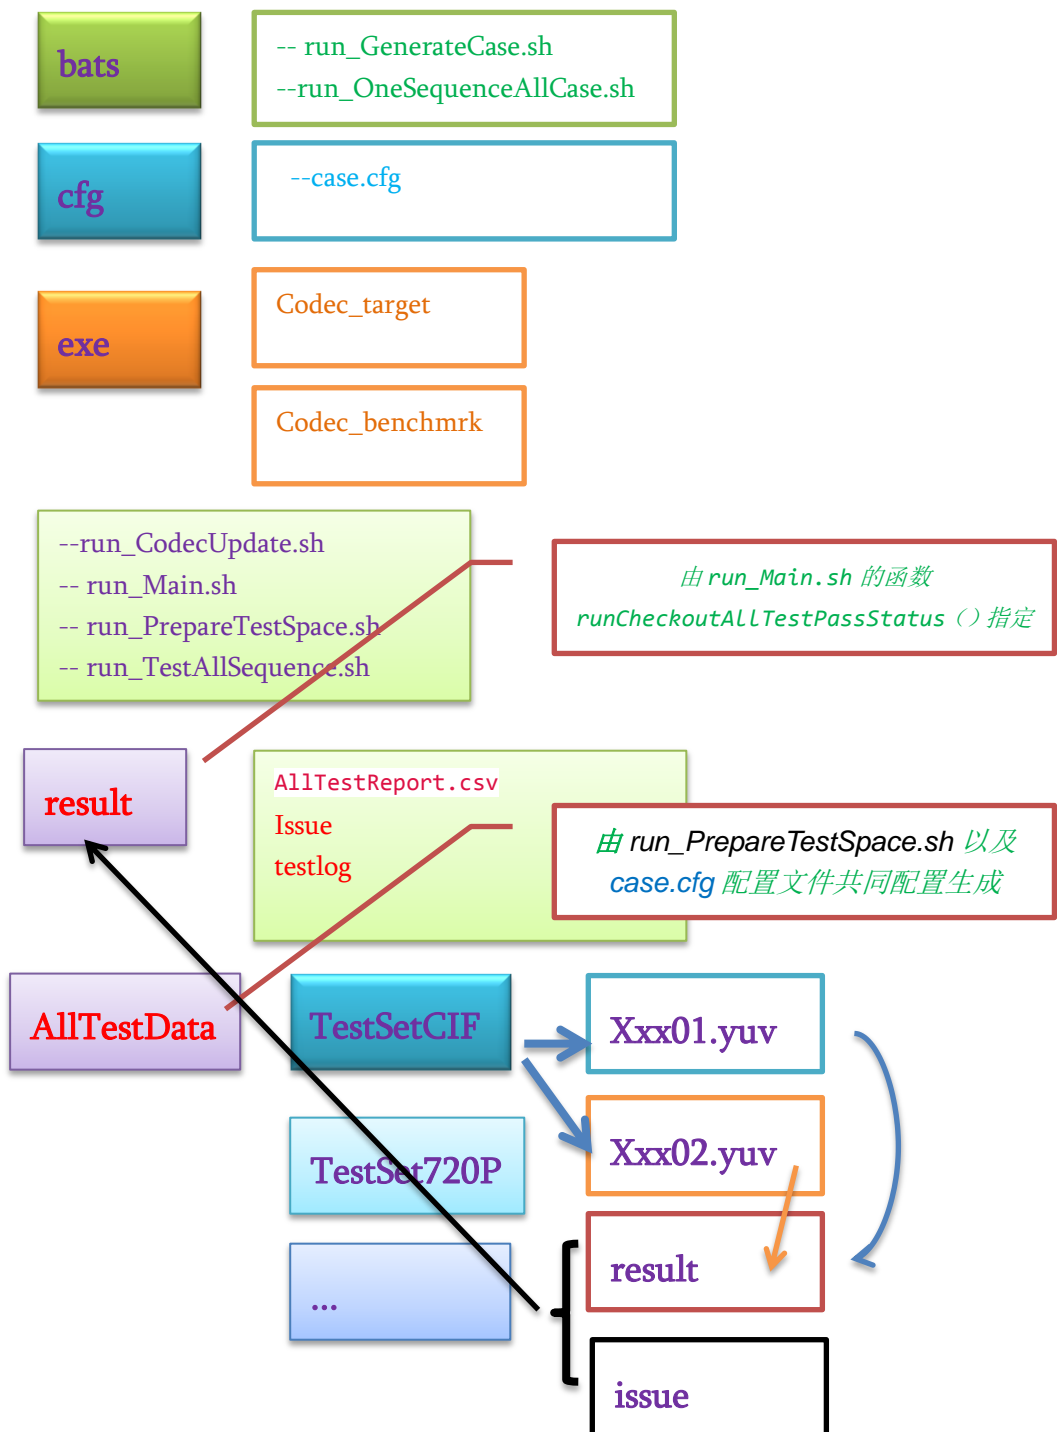 bats
-- run_GenerateCase.sh
--run_OneSequenceAllCase.sh
cfg
--case.cfg
exe
Codec_target
Codec_benchmrk
--run_CodecUpdate.sh
-- run_Main.sh
-- run_PrepareTestSpace.sh
-- run_TestAllSequence.sh
由 run_Main.sh 的函数
runCheckoutAllTestPassStatus（）指定
result
AllTestReport.csv
Issue
testlog
由 run_PrepareTestSpace.sh 以及
case.cfg 配置文件共同配置生成
AllTestData
TestSetCIF
Xxx01.yuv
Xxx02.yuv
TestSet720P
result
...
issue